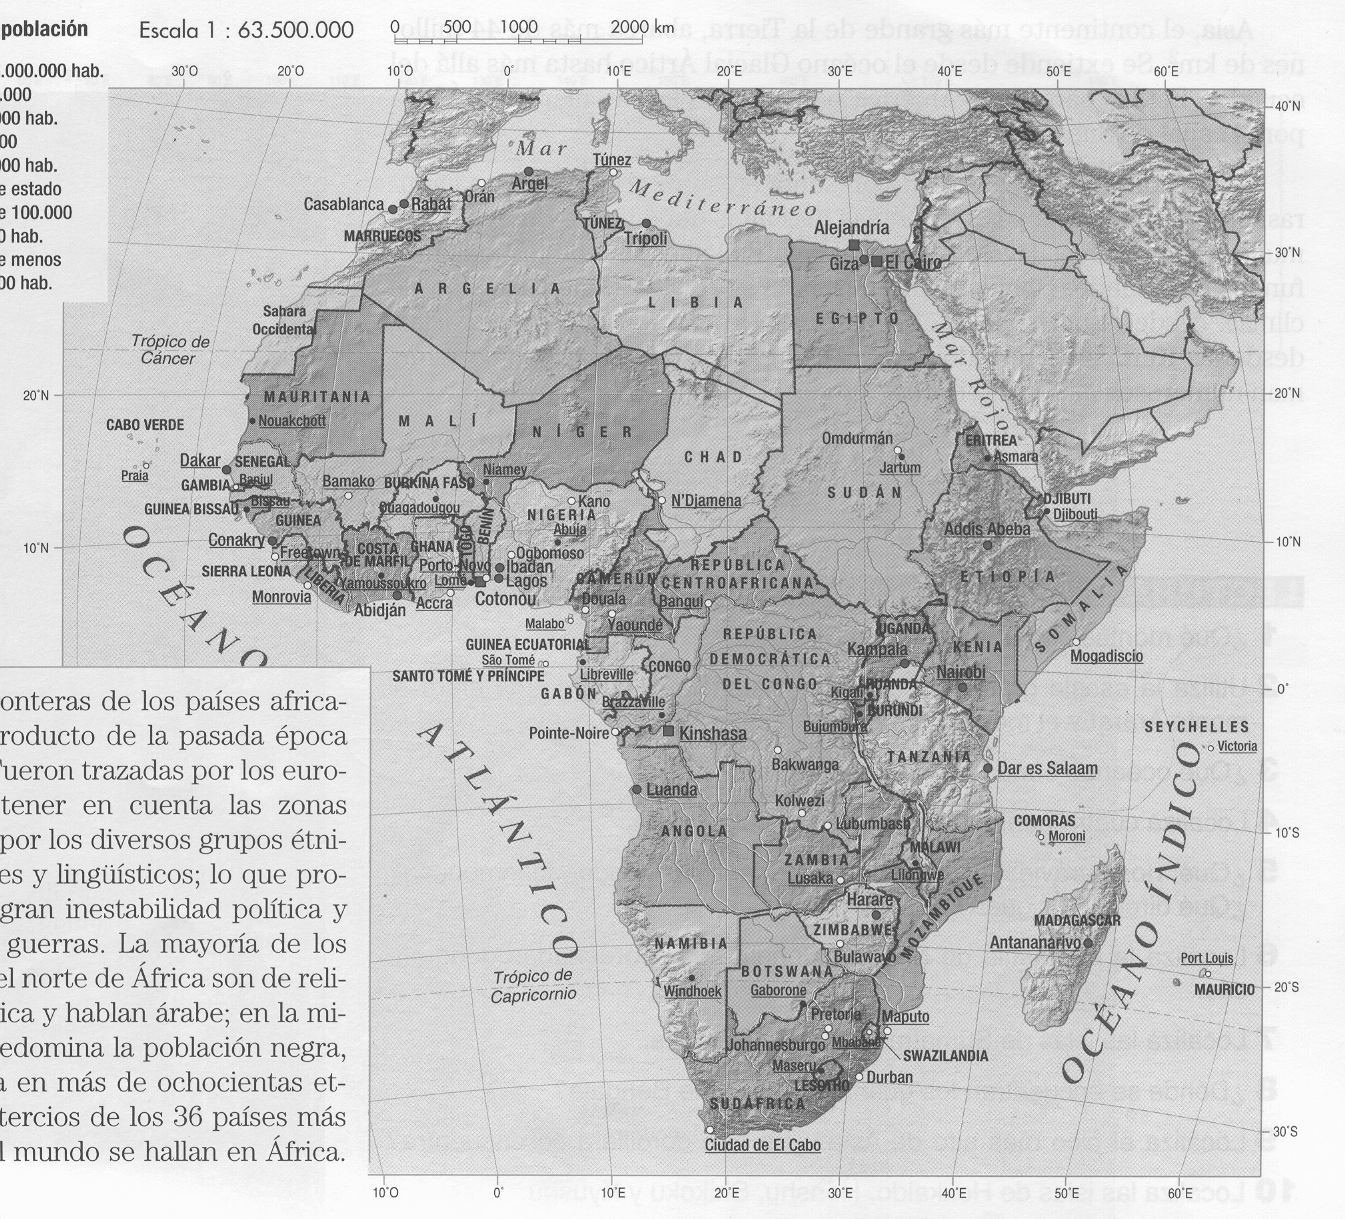 población
Escala 1 : 63.500.000
0 500 1000 2000 km
.000.000 hab.
.000
000 hab.
00
000 hab.
e estado
e 100.000
0 hab.
e menos
00 hab.
30°O 20°O 10°O 0° 10°E 20°E 30°E 40°E 50°E 60°E
40°N
Mar
Mediterráneo
Túnez
Argel
Orán
Casablanca
Rabat
MARRUECOS
TÚNEZ
Trípoli
Alejandría
Giza
El Cairo
30°N
ARGELIA
LIBIA
EGIPTO
Sahara
Occidental
Mar Rojo
Trópico de
Cáncer
20°N
20°N
MAURITANIA
Nouakchott
MALÍ
NÍGER
CHAD
Omdurmán
Jartum
SUDÁN
ERITREA
Asmara
CABO VERDE
Praia
Dakar
SENEGAL
GAMBIA
Banjul
GUINEA BISSAU
Bissau
Bamako
BURKINA FASO
Ouagadougou
Niamey
Kano
NIGERIA
Abuja
N'Djamena
DJIBUTI
Djibouti
GUINEA
Conakry
Freetown
SIERRA LEONA
LIBERIA
Monrovia
COSTA
DE MARFIL
Yamoussoukro
Abidján
GHANA
TOGO
BENÍN
Porto-Novo
Lomé
Accra
Cotonou
Ogbomoso
Ibadan
Lagos
Addis Abeba
ETIOPÍA
SOMALIA
10°N
10°N
CAMERÚN
Douala
Malabo
Yaoundé
REPÚBLICA
CENTROAFRICANA
Bangui
GUINEA ECUATORIAL
São Tomé
SANTO TOMÉ Y PRÍNCIPE
Libreville
GABÓN
CONGO
Brazzaville
Pointe-Noire
Kinshasa
REPÚBLICA
DEMOCRÁTICA
DEL CONGO
UGANDA
Kampala
KENIA
Nairobi
Mogadiscio
RUANDA
Kigali
BURUNDI
Bujumbura
0°
TANZANIA
Dar es Salaam
SEYCHELLES
Victoria
Bakwanga
Luanda
ANGOLA
Kolwezi
Lubumbashi
COMORAS
Moroni
10°S
ZAMBIA
Lusaka
MALAWI
Lilongwe
MOZAMBIQUE
Harare
ZIMBABWE
Bulawayo
MADAGASCAR
Antananarivo
NAMIBIA
Windhoek
BOTSWANA
Gaborone
Port Louis
MAURICIO
20°S
Trópico de
Capricornio
Pretoria
Johannesburgo
Maputo
Mbabane
SWAZILANDIA
Maseru
LESOTHO
Durban
SUDÁFRICA
Ciudad de El Cabo
30°S
OCÉANO
ATLÁNTICO
OCÉANO ÍNDICO
10°O 0° 10°E 20°E 30°E 40°E 50°E 60°E
onteras de los países africa-
roducto de la pasada época
fueron trazadas por los euro-
tener en cuenta las zonas
por los diversos grupos étni-
es y lingüísticos; lo que pro-
gran inestabilidad política y
guerras. La mayoría de los
el norte de África son de reli-
ica y hablan árabe; en la mi-
edomina la población negra,
a en más de ochocientas et-
tercios de los 36 países más
l mundo se hallan en África.